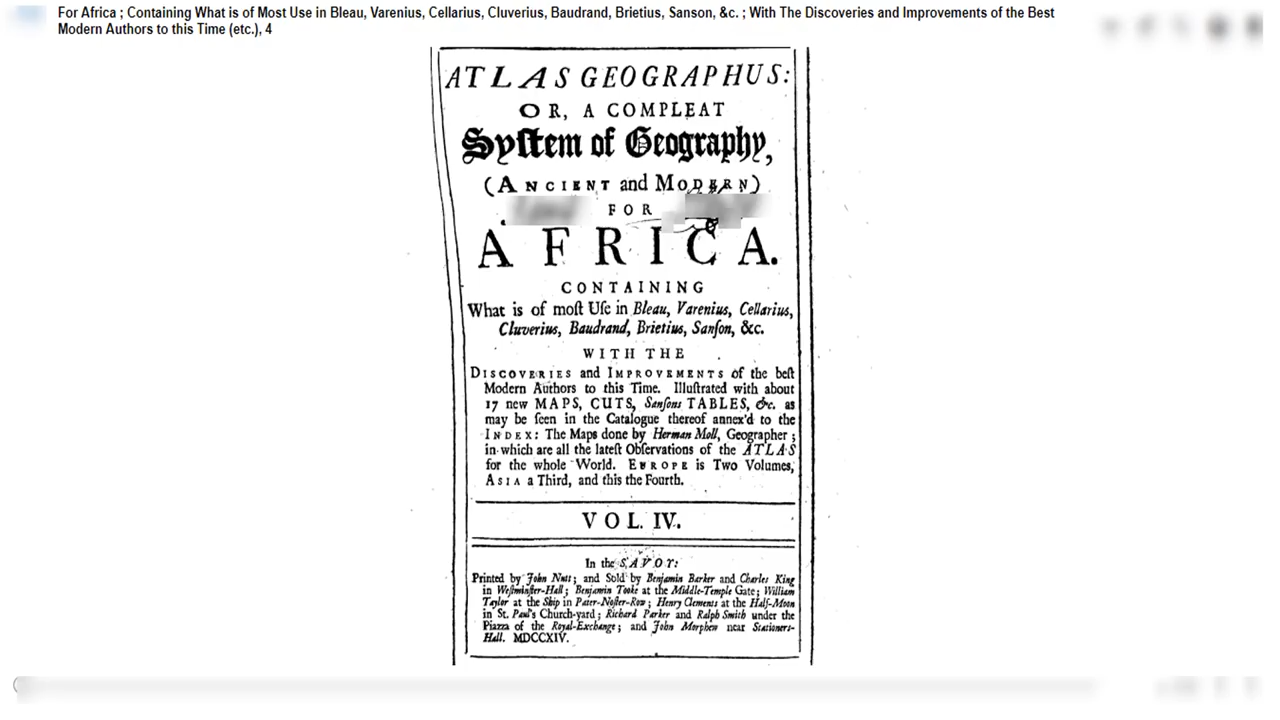 For Africa ; Containing What is of Most Use in Bleau, Varenius, Cellarius, Cluverius, Baudrand, Brietius, Sanson, &c. ; With The Discoveries and Improvements of the Best
Modern Authors to this Time (etc.), 4
ATLAS GEOGRAPHUS:
OR, A COMPLEAT
Syſtem of Geography,
(ANCIENT and MODERN)
FOR
AFRICA.
CONTAINING
What is of moſt Uſe in Bleau, Varenius, Cellarius,
Cluverius, Baudrand, Brietius, Sanſon, &c.
WITH THE
DISCOVERIES and IMPROVEMENTS of the beſt
Modern Authors to this Time. Illuſtrated with about
17 new MAPS, CUTS, Sanſons TABLES, &c. as
may be ſeen in the Catalogue thereof annex'd to the
INDEX: The Maps done by Herman Moll, Geographer;
in which are all the lateſt Obſervations of the ATLAS
for the whole World. EUROPE is Two Volumes,
ASIA a Third, and this the Fourth.
VOL. IV.
In the SAVOY:
Printed by John Nutt; and Sold by Benjamin Barker and Charles King
in Weſtminſter-Hall; Benjamin Tooke at the Middle-Temple Gate; William
Taylor at the Ship in Pater-Noſter-Row; Henry Clements at the Half-Moon
in St. Paul's Church-yard; Richard Parker and Ralph Smith under the
Piazza of the Royal-Exchange; and John Morphew near Stationers-
Hall. MDCCXIV.